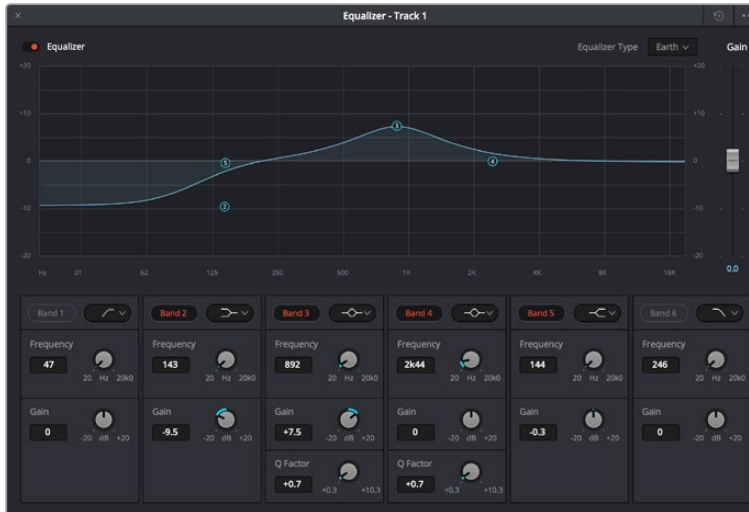 Equalizer - Track 1
Equalizer
Equalizer Type Earth Gain
+20 +20
+10 +10
0 0
-10 -10
-20 -20
5 3 4
2
0.0
Hz 31 62 125 250 500 1K 2K 4K 8K 16K
Band 1 Band 2 Band 3 Band 4 Band 5 Band 6
Frequency Frequency Frequency Frequency Frequency Frequency
47 143 892 2k44 144 246
20 Hz 20k0 20 Hz 20k0 20 Hz 20k0 20 Hz 20k0 20 Hz 20k0 20 Hz 20k0
Gain Gain Gain Gain Gain Gain
0 -9.5 +7.5 0 -0.3 0
-20 dB +20 -20 dB +20 -20 dB +20 -20 dB +20 -20 dB +20 -20 dB +20
Q Factor Q Factor
+0.7 +0.7
+0.3 +10.3 +0.3 +10.3